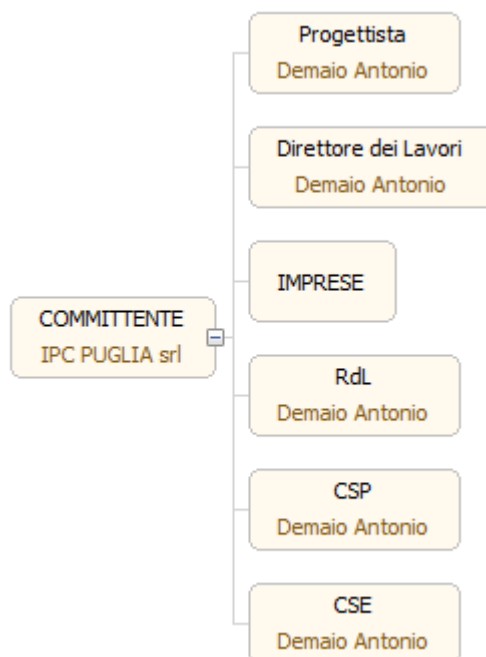 Progettista
Demaio Antonio
Direttore dei Lavori
Demaio Antonio
IMPRESE
COMMITTENTE
IPC PUGLIA srl
RdL
Demaio Antonio
CSP
Demaio Antonio
CSE
Demaio Antonio